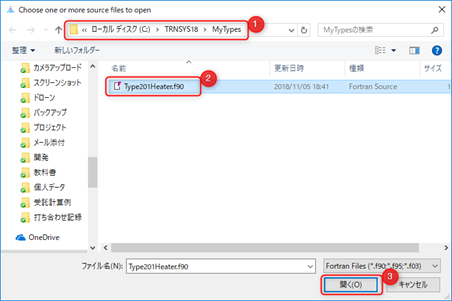 Choose one or more source files to open
« ローカル ディスク (C:) > TRNSYS18 > MyTypes
1
MyTypesの検索
整理
新しいフォルダー
名前
更新日時
種類
サイズ
2
カメラアップロード
スクリーンショット
ドローン
バックアップ
プロジェクト
メール添付
開発
教科書
個人データ
受託計算例
打ち合わせ記録
OneDrive
Type201Heater.f90
2018/11/05 18:41
Fortran Source
1
ファイル名(N):
Type201Heater.f90
Fortran Files (*.f90;*.f95;*.f03)
3
開く(O)
キャンセル